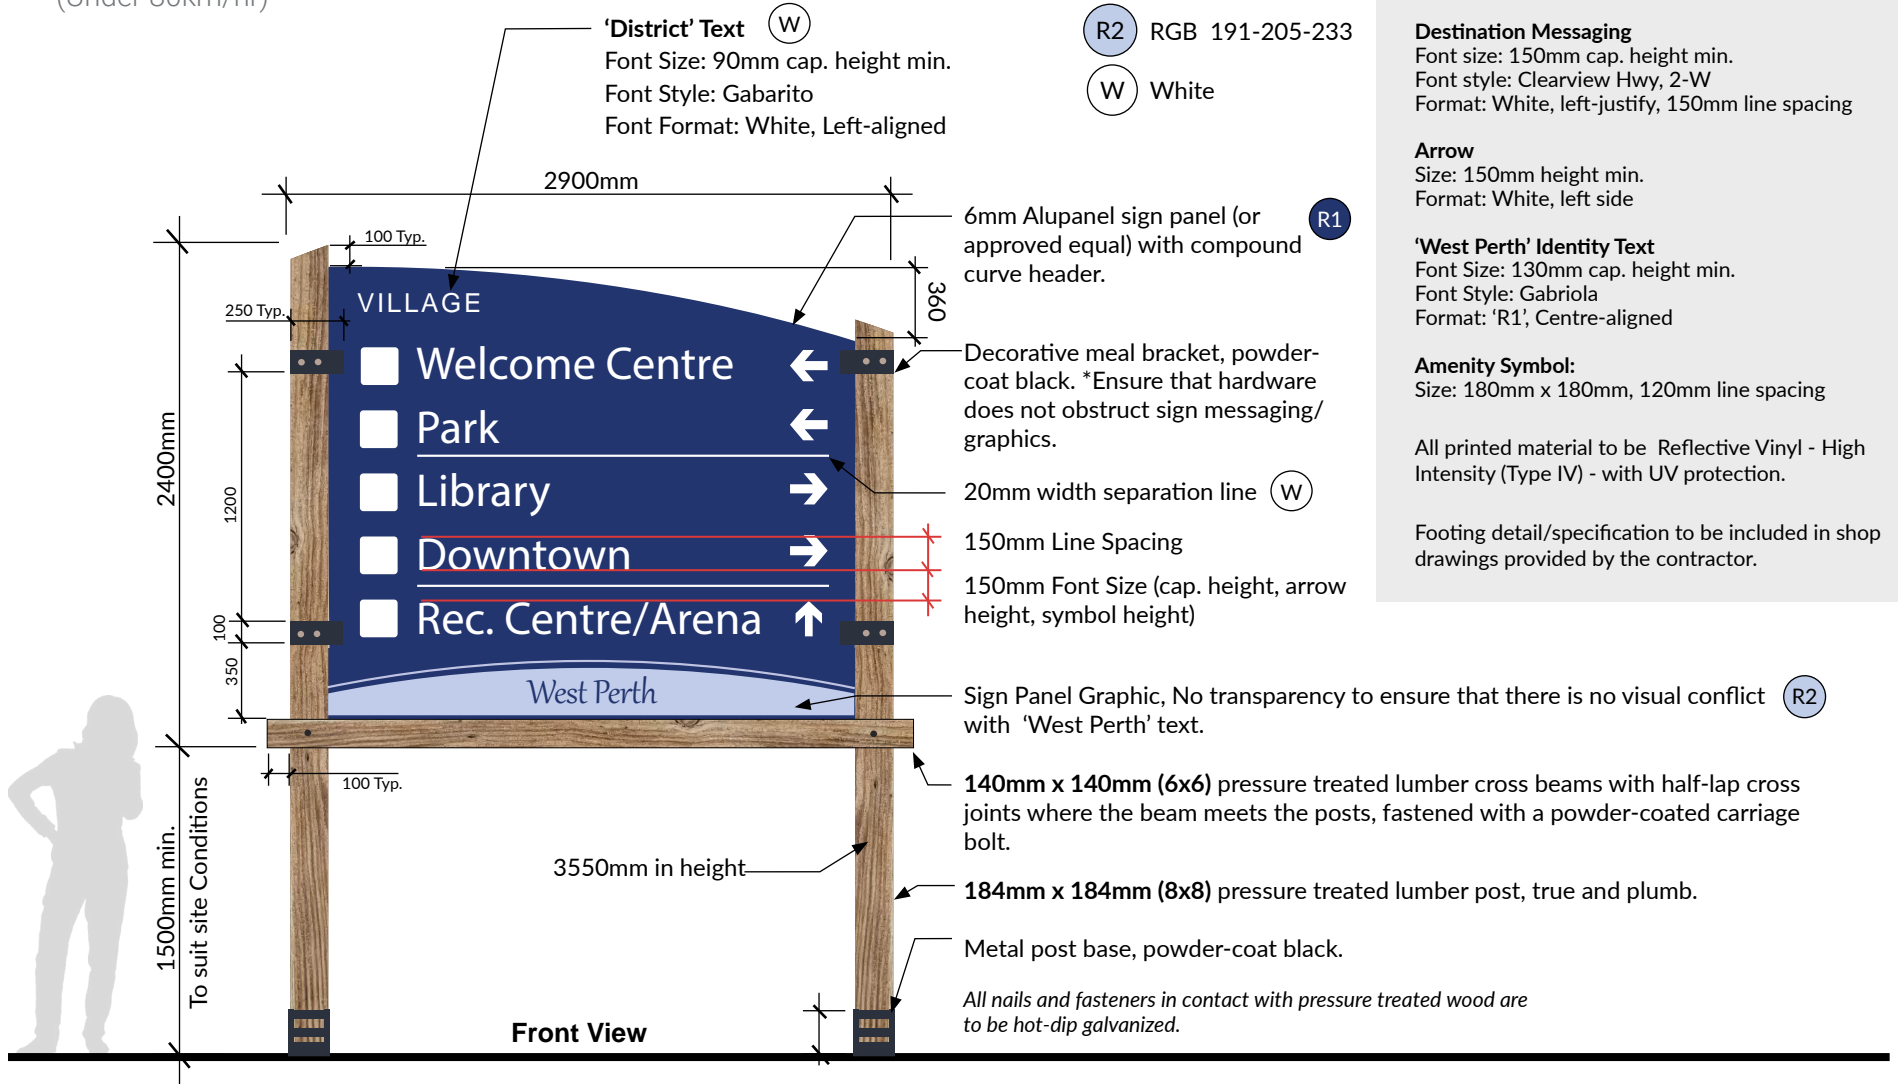 (Under 80km/hr)
‘District’ Text W
Font Size: 90mm cap. height min.
Font Style: Gabarito
Font Format: White, Left-aligned
R2 RGB 191-205-233
W White
Destination Messaging
Font size: 150mm cap. height min.
Font style: Clearview Hwy, 2-W
Format: White, left-justify, 150mm line spacing
Arrow
Size: 150mm height min.
Format: White, left side
‘West Perth’ Identity Text
Font Size: 130mm cap. height min.
Font Style: Gabriola
Format: ‘R1’, Centre-aligned
Amenity Symbol:
Size: 180mm x 180mm, 120mm line spacing
All printed material to be Reflective Vinyl - High
Intensity (Type IV) - with UV protection.
Footing detail/specification to be included in shop
drawings provided by the contractor.
2900mm
100 Typ.
250 Typ.
360
2400mm
1200
100
350
100 Typ.
1500mm min.
To suit site Conditions
VILLAGE
Welcome Centre
Park
Library
Downtown
Rec. Centre/Arena
West Perth
6mm Alupanel sign panel (or
approved equal) with compound
curve header.
R1
Decorative meal bracket, powder-
coat black. *Ensure that hardware
does not obstruct sign messaging/
graphics.
20mm width separation line W
150mm Line Spacing
150mm Font Size (cap. height, arrow
height, symbol height)
Sign Panel Graphic, No transparency to ensure that there is no visual conflict
with ‘West Perth’ text.
R2
140mm x 140mm (6x6) pressure treated lumber cross beams with half-lap cross
joints where the beam meets the posts, fastened with a powder-coated carriage
bolt.
3550mm in height
184mm x 184mm (8x8) pressure treated lumber post, true and plumb.
Metal post base, powder-coat black.
All nails and fasteners in contact with pressure treated wood are
to be hot-dip galvanized.
Front View